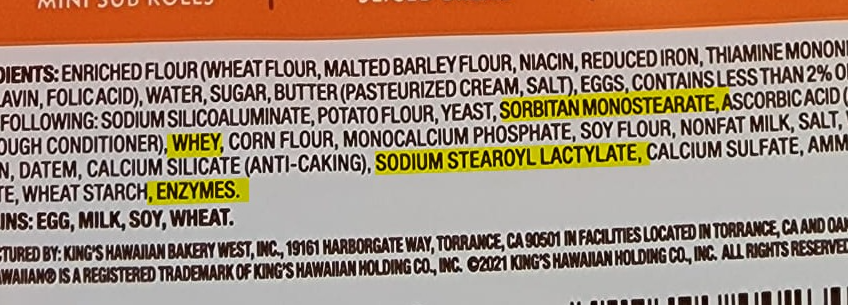 MINI SUB ROLLS
DIENTS: ENRICHED FLOUR (WHEAT FLOUR, MALTED BARLEY FLOUR, NIACIN, REDUCED IRON, THIAMINE MONONI
AVIN, FOLIC ACID), WATER, SUGAR, BUTTER (PASTEURIZED CREAM, SALT), EGGS, CONTAINS LESS THAN 2% O
FOLLOWING: SODIUM SILICOALUMINATE, POTATO FLOUR, YEAST, SORBITAN MONOSTEARATE, ASCORBIC ACID (
OUGH CONDITIONER), WHEY, CORN FLOUR, MONOCALCIUM PHOSPHATE, SOY FLOUR, NONFAT MILK, SALT,
N, DATEM, CALCIUM SILICATE (ANTI-CAKING), SODIUM STEAROYL LACTYLATE, CALCIUM SULFATE, AMM
TE, WHEAT STARCH, ENZYMES.
INS: EGG, MILK, SOY, WHEAT.
CTURED BY: KING'S HAWAIIAN BAKERY WEST, INC., 19161 HARBORGATE WAY, TORRANCE, CA 90501 IN FACILITIES LOCATED IN TORRANCE, CA AND OA
WAIIAN® IS A REGISTERED TRADEMARK OF KING'S HAWAIIAN HOLDING CO., INC. ©2021 KING'S HAWAIIAN HOLDING CO., INC. ALL RIGHTS RESERVED